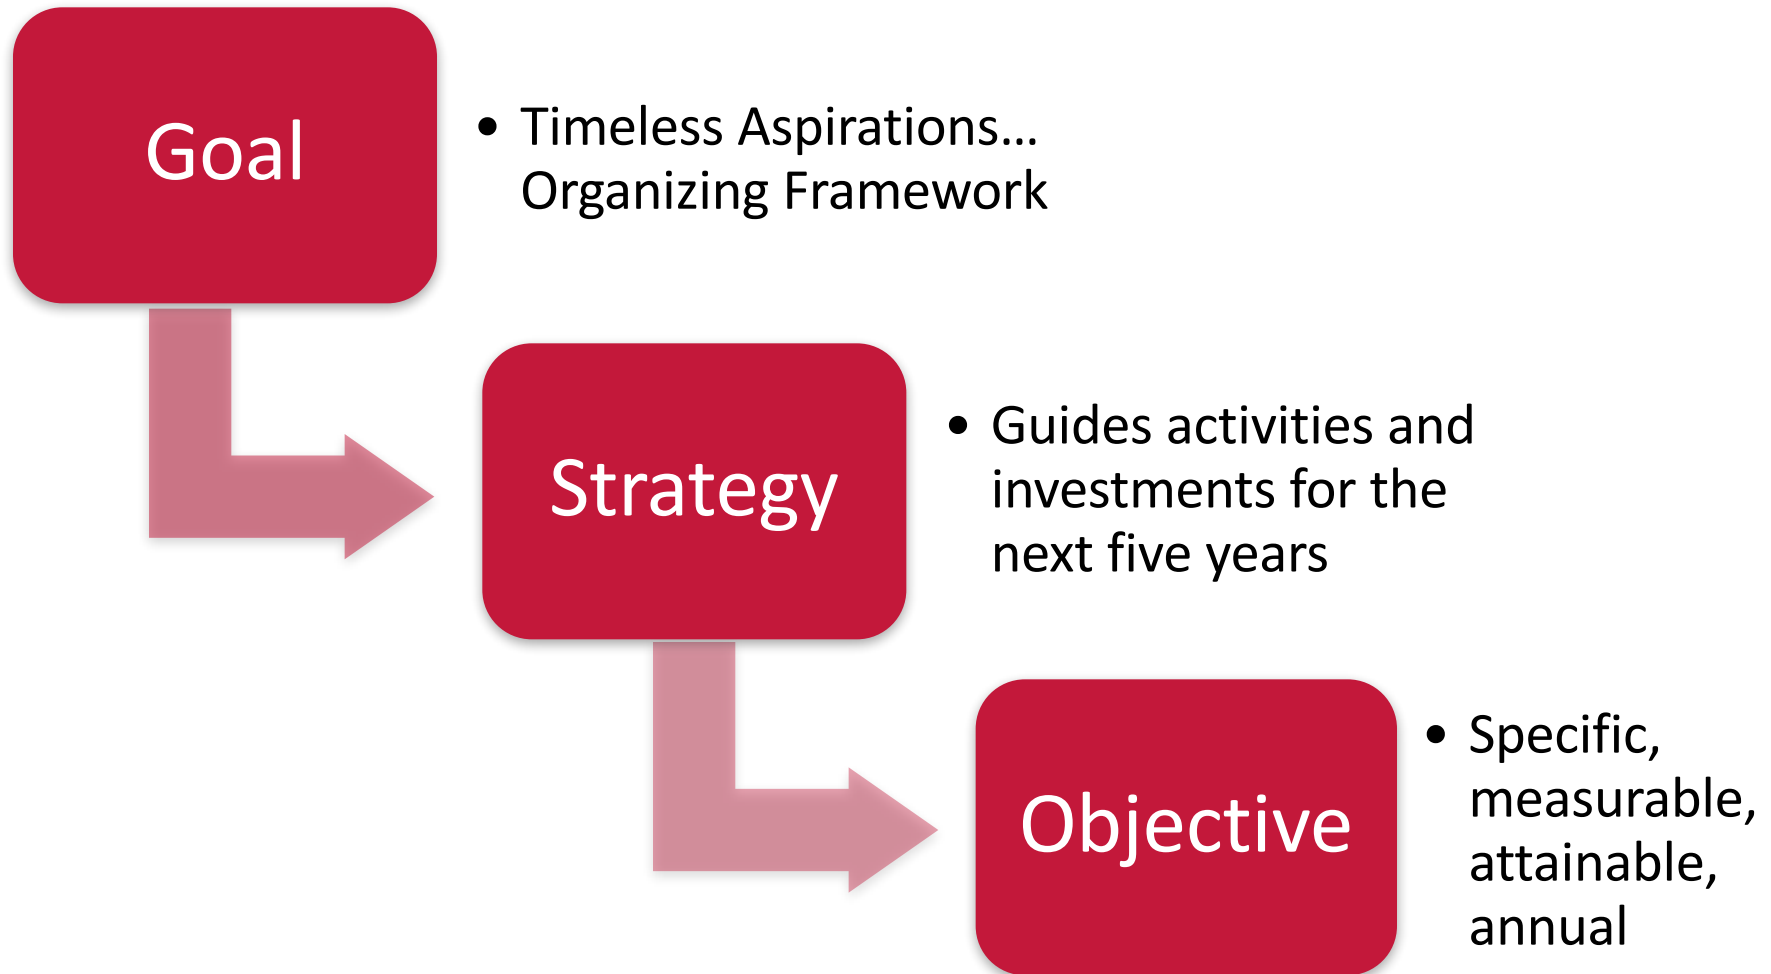 Goal
• Timeless Aspirations…
Organizing Framework
Strategy
• Guides activities and
investments for the
next five years
Objective
• Specific,
measurable,
attainable,
annual